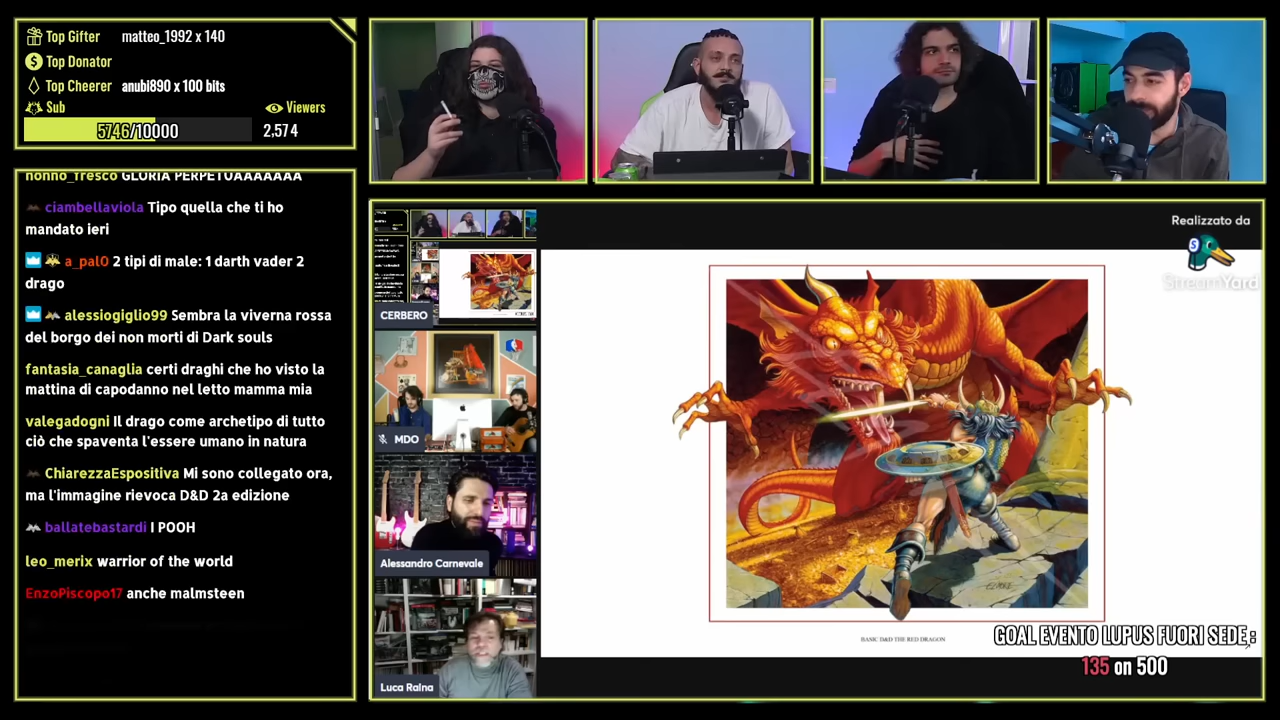 Top Gifter matteo_1992 x 140
Top Donator
Top Cheerer anubi890 x 100 bits
Sub
Viewers
5746/10000
2,574
nonno_fresco GLORIA PERPETUAAAAAAA
ciambellaviola Tipo quella che ti ho
mandato ieri
a_pal0 2 tipi di male: 1 darth vader 2
drago
alessiogiglio99 Sembra la viverna rossa
del borgo dei non morti di Dark souls
fantasia_canaglia certi draghi che ho visto la
mattina di capodanno nel letto mamma mia
valegadogni Il drago come archetipo di tutto
ciò che spaventa l'essere umano in natura
ChiarezzaEspositiva Mi sono collegato ora,
ma l'immagine rievoca D&D 2a edizione
ballatebastardi I POOH
leo_merix warrior of the world
EnzoPiscopo17 anche malmsteen
CERBERO
MDO
Alessandro Carnevale
Luca Raina
Realizzato da
S
StreamYard
BASIC D&D THE RED DRAGON
GOAL EVENTO LUPUS FUORI SEDE :
135 on 500